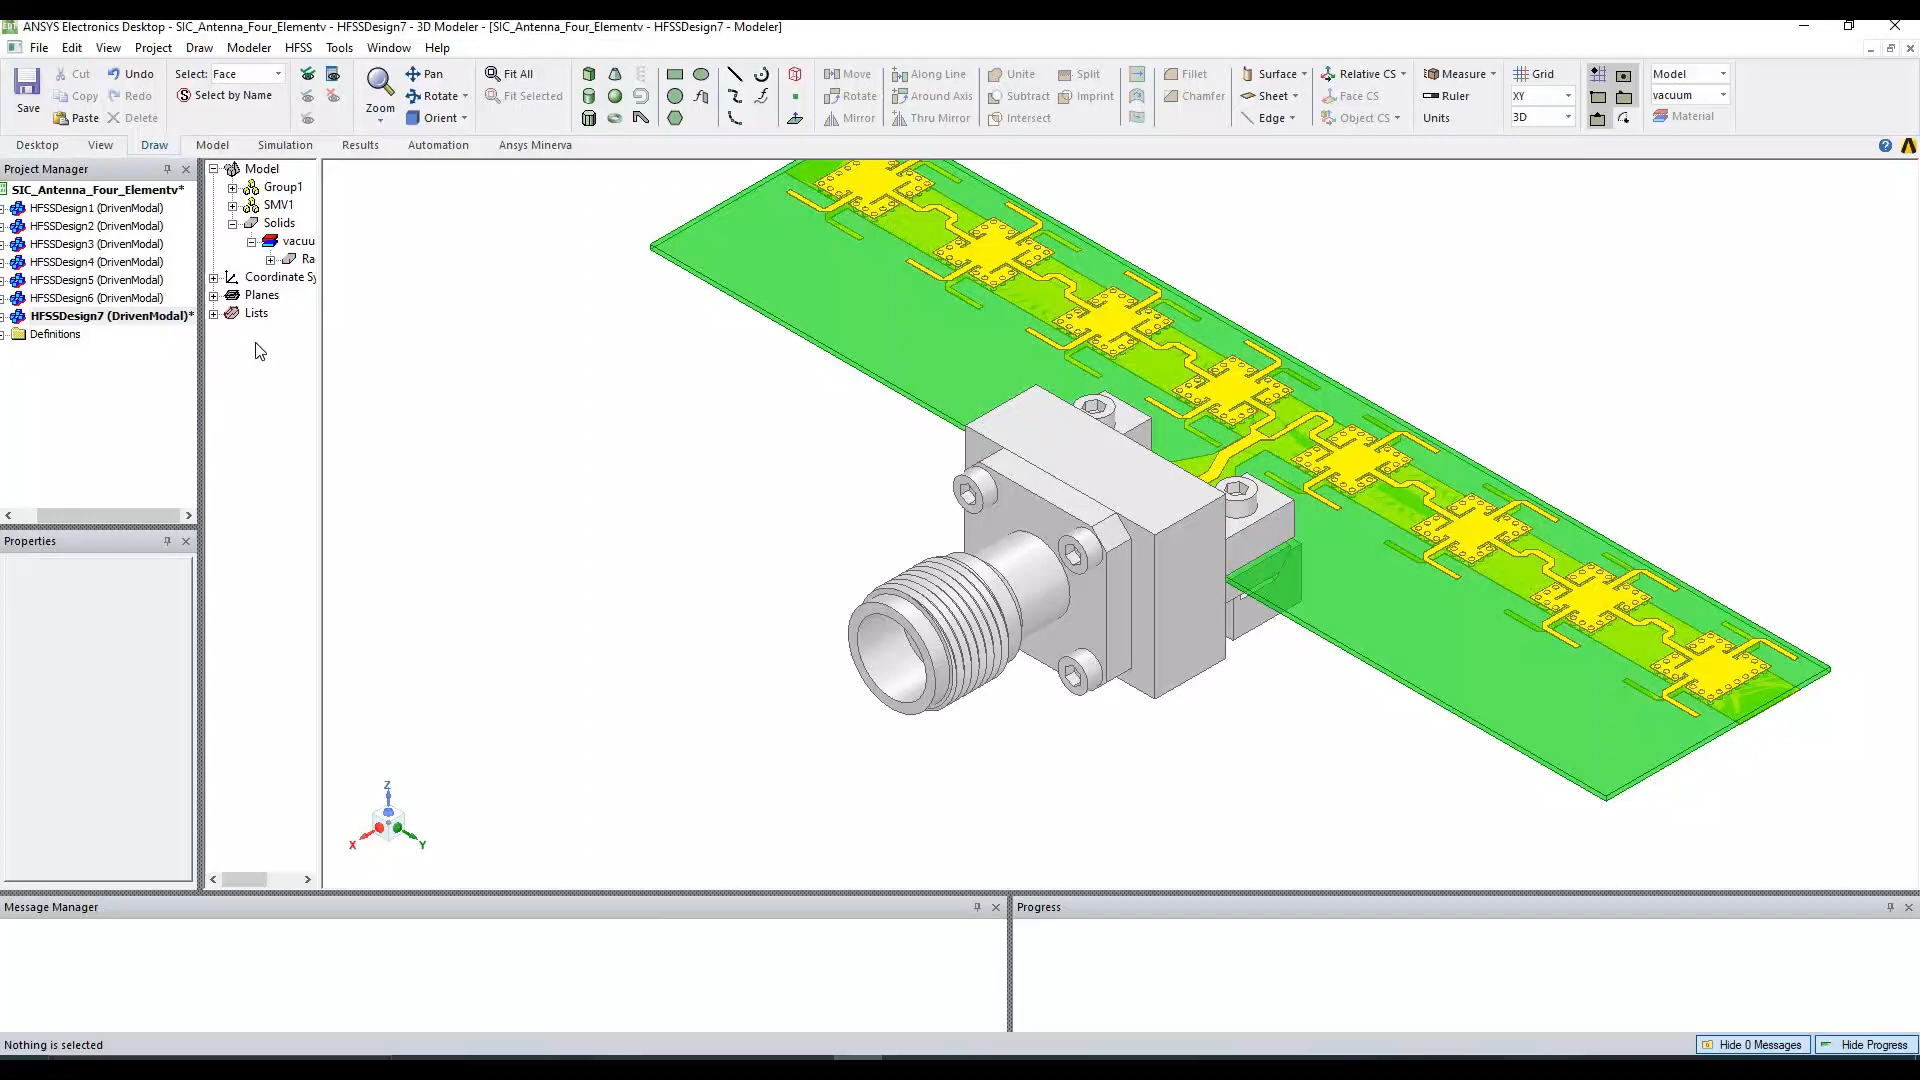 ANSYS Electronics Desktop - SIC_Antenna_Four_Elementv - HFSSDesign7 - 3D Modeler - [SIC_Antenna_Four_Elementv - HFSSDesign7 - Modeler]
File Edit View Project Draw Modeler HFSS Tools Window Help
Save
Cut
Copy
Paste
Undo
Redo
Delete
Select: Face
Select by Name
Zoom
Pan
Rotate
Orient
Fit All
Fit Selected
Move
Rotate
Mirror
Along Line
Around Axis
Thru Mirror
Unite
Subtract
Intersect
Split
Imprint
Fillet
Chamfer
Surface
Sheet
Edge
Relative CS
Face CS
Object CS
Measure
Ruler
Units
Grid
XY
3D
Model
vacuum
Material
Desktop View Draw Model Simulation Results Automation Ansys Minerva
Project Manager
SIC_Antenna_Four_Elementv*
HFSSDesign1 (DrivenModal)
HFSSDesign2 (DrivenModal)
HFSSDesign3 (DrivenModal)
HFSSDesign4 (DrivenModal)
HFSSDesign5 (DrivenModal)
HFSSDesign6 (DrivenModal)
HFSSDesign7 (DrivenModal)*
Definitions
Properties
Model
Group1
SMV1
Solids
vacuu
Ra
Coordinate Sy
Planes
Lists
Z
X
Y
Message Manager
Progress
Nothing is selected
Hide 0 Messages
Hide Progress